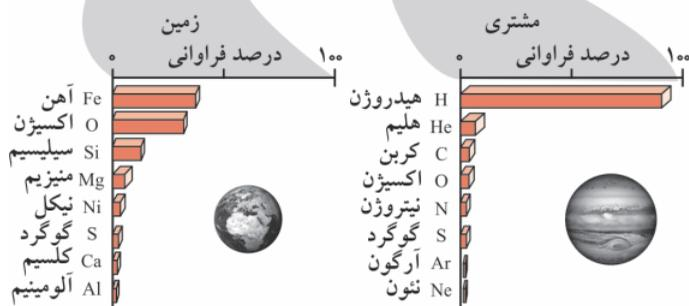 مشتری
درصد فراوانی
۰ ۱۰۰
هیدروژن H
هلیم He
کربن C
اکسیژن O
نیتروژن N
گوگرد S
آرگون Ar
نئون Ne
زمین
درصد فراوانی
۰ ۱۰۰
آهن Fe
اکسیژن O
سیلیسیم Si
منیزیم Mg
نیکل Ni
گوگرد S
کلسیم Ca
آلومینیم Al